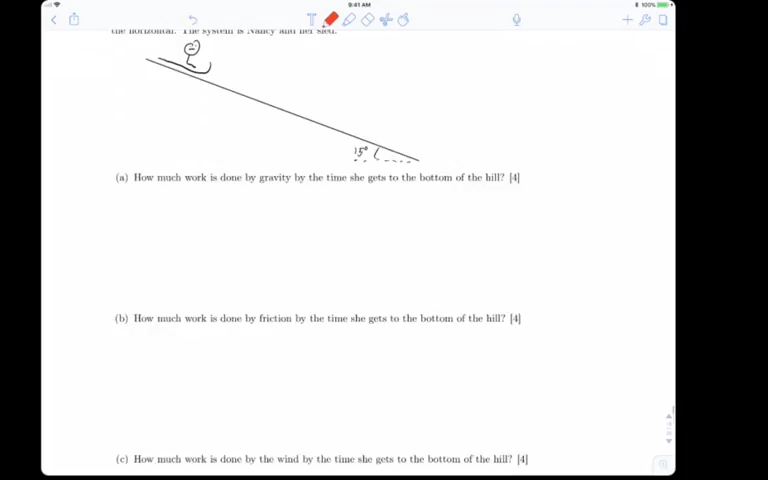 9:41 AM
100%
the horizontal. The system is Nancy and her sled.
15°
(a) How much work is done by gravity by the time she gets to the bottom of the hill? [4]
(b) How much work is done by friction by the time she gets to the bottom of the hill? [4]
(c) How much work is done by the wind by the time she gets to the bottom of the hill? [4]